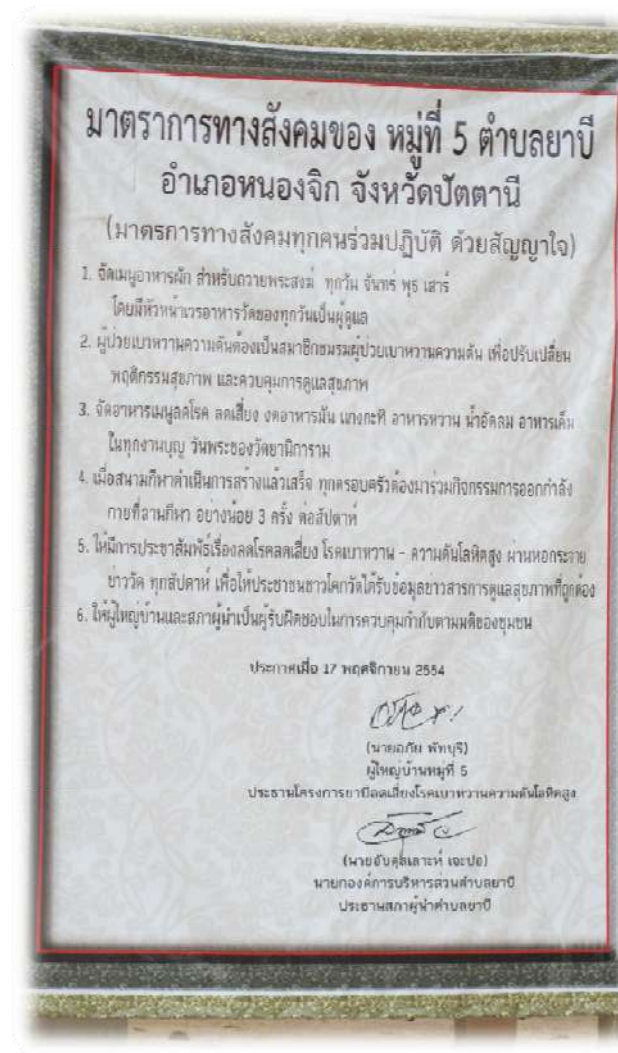 มาตราการทางสังคมของ หมู่ที่ 5 ตำบลยาบี
อำเภอหนองจิก จังหวัดปัตตานี
(มาตรการทางสังคมทุกคนร่วมปฏิบัติ ด้วยสัญญาใจ)
1. จัดเมนูอาหารผัก สำหรับถวายพระสงฆ์ ทุกวัน จันทร์ พุธ เสาร์
โดยมีหัวหน้าเวรอาหารวัดของทุกวันเป็นผู้ดูแล
2. ผู้ป่วยเบาหวานความดันต้องเป็นสมาชิกชมรมผู้ป่วยเบาหวานความดัน เพื่อปรับเปลี่ยน
พฤติกรรมสุขภาพ และควบคุมการดูแลสุขภาพ
3. จัดอาหารเมนูลดโรค ลดเสี่ยง งดอาหารมัน แกงกะทิ อาหารหวาน น้ำอัดลม อาหารเค็ม
ในทุกงานบุญ วันพระของวัดยานิการาม
4. เมื่อสนามกีฬาดำเนินการสร้างแล้วเสร็จ ทุกครอบครัวต้องมาร่วมกิจกรรมการออกกำลัง
กายที่ลานกีฬา อย่างน้อย 3 ครั้ง ต่อสัปดาห์
5. ให้มีการประชาสัมพันธ์เรื่องลดโรคลดเสี่ยง โรคเบาหวาน - ความดันโลหิตสูง ผ่านหอกระจาย
ข่าววัด ทุกสัปดาห์ เพื่อให้ประชาชนชาวโคกวัดได้รับข้อมูลข่าวสารการดูแลสุขภาพที่ถูกต้อง
6. ให้ผู้ใหญ่บ้านและสภาผู้นำเป็นผู้รับผิดชอบในการควบคุมกำกับตามมติของชุมชน
ประกาศเมื่อ 17 พฤศจิกายน 2554
(นายอภัย พัทบุรี)
ผู้ใหญ่บ้านหมู่ที่ 5
ประธานโครงการยาบีลดเสี่ยงโรคเบาหวานความดันโลหิตสูง
(นายอับดุลเลาะห์ เจะปอ)
นายกองค์การบริหารส่วนตำบลยาบี
ประธานสภาผู้นำตำบลยาบี